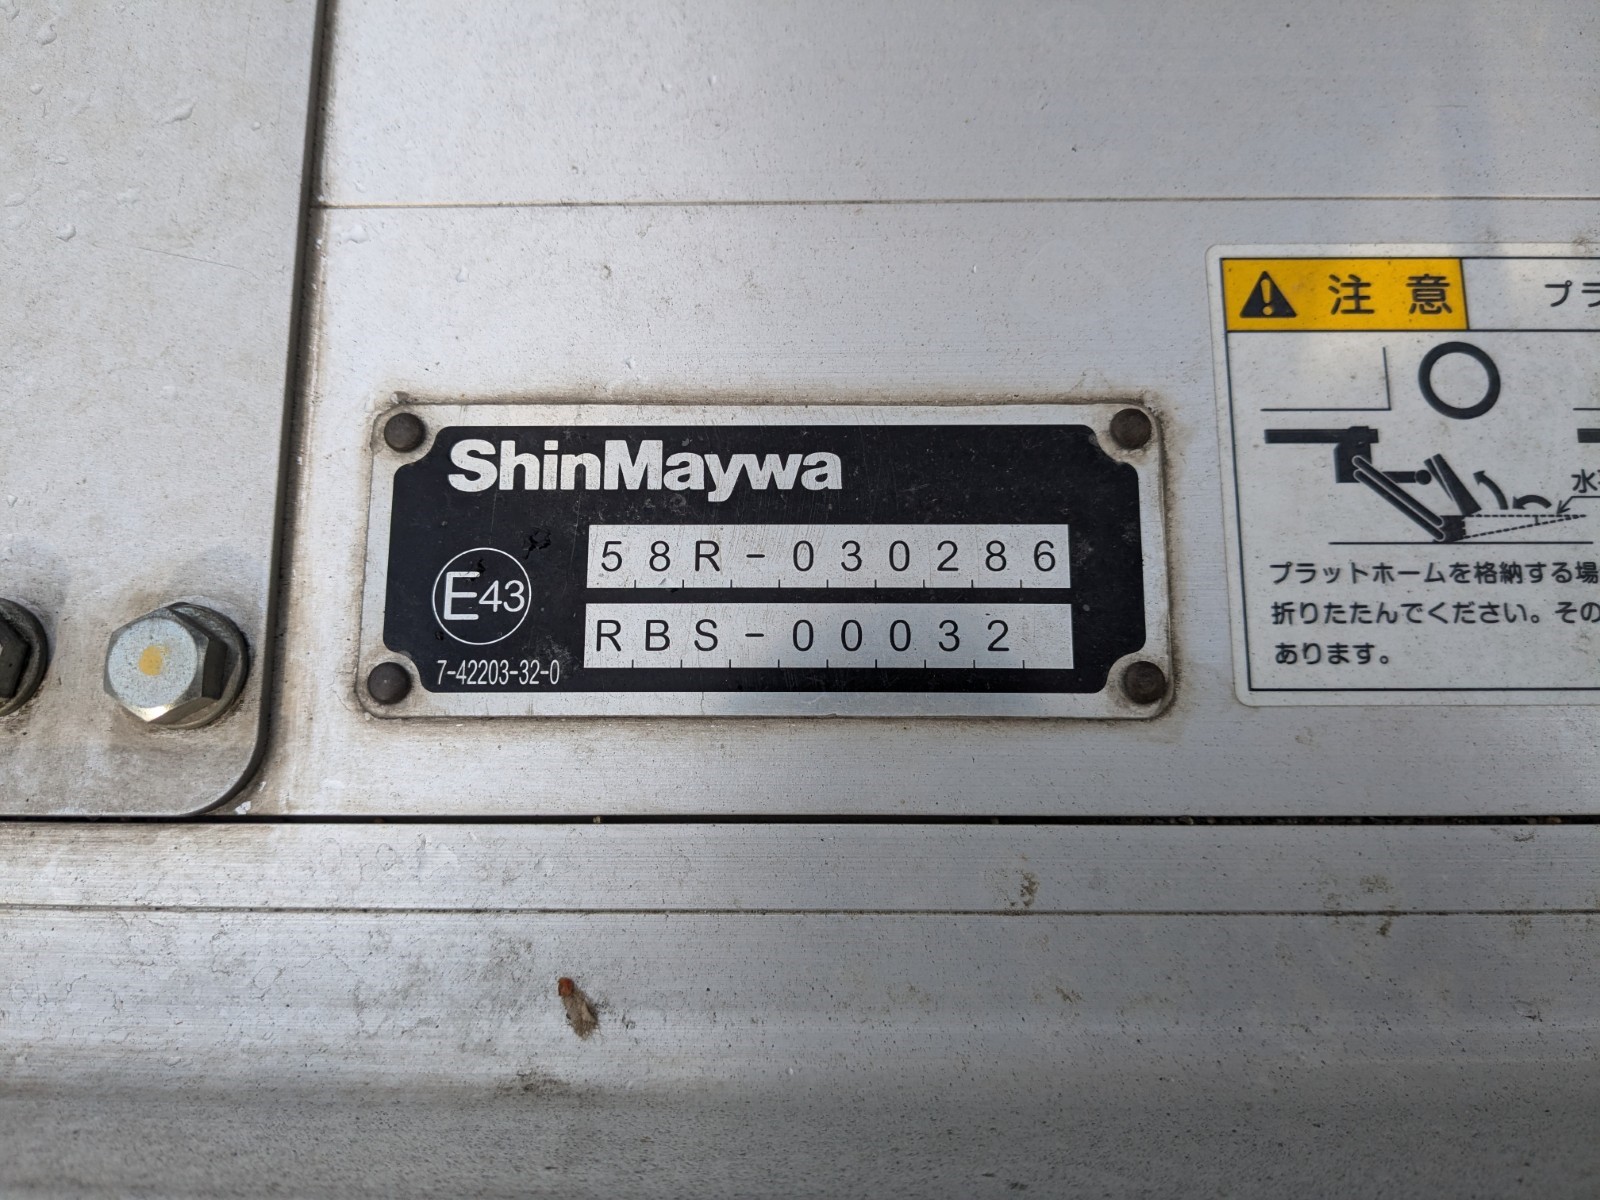 ShinMaywa
58R-030286
E43
RBS-00032
7-42203-32-0
注意
プラ
水
プラットホームを格納する場
折りたたんでください。その
あります。